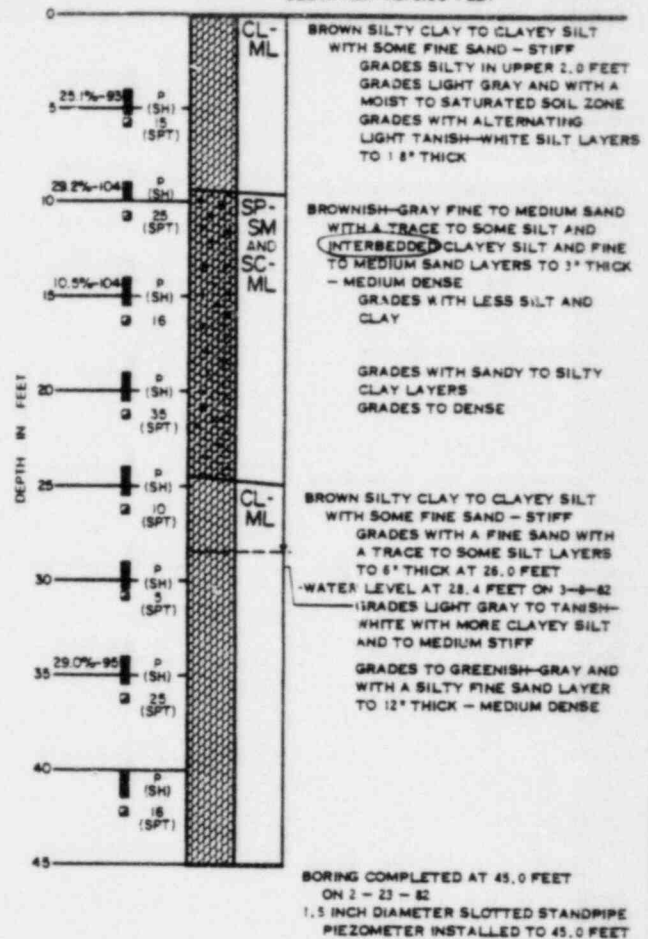 0
CL-
ML
BROWN SILTY CLAY TO CLAYEY SILT
WITH SOME FINE SAND - STIFF
GRADES SILTY IN UPPER 2.0 FEET
GRADES LIGHT GRAY AND WITH A
MOIST TO SATURATED SOIL ZONE
GRADES WITH ALTERNATING
LIGHT TANISH-WHITE SILT LAYERS
TO 1 8" THICK
25.1%-93
P
5
(SH)
15
(SPT)
29.2%-104
P
10
(SH)
25
(SPT)
SP-
SM
AND
SC-
ML
BROWNISH-GRAY FINE TO MEDIUM SAND
WITH A TRACE TO SOME SILT AND
INTERBEDDED CLAYEY SILT AND FINE
TO MEDIUM SAND LAYERS TO 3" THICK
- MEDIUM DENSE
GRADES WITH LESS SILT AND
CLAY
10.5%-104
P
15
(SH)
16
GRADES WITH SANDY TO SILTY
CLAY LAYERS
GRADES TO DENSE
P
20
(SH)
35
(SPT)
DEPTH IN FEET
P
25
(SH)
10
(SPT)
CL-
ML
BROWN SILTY CLAY TO CLAYEY SILT
WITH SOME FINE SAND - STIFF
GRADES WITH A FINE SAND WITH
A TRACE TO SOME SILT LAYERS
TO 6" THICK AT 26.0 FEET
WATER LEVEL AT 28.4 FEET ON 3-8-82
GRADES LIGHT GRAY TO TANISH-
WHITE WITH MORE CLAYEY SILT
AND TO MEDIUM STIFF
P
30
(SH)
5
(SPT)
29.0%-95
P
35
(SH)
25
(SPT)
GRADES TO GREENISH-GRAY AND
WITH A SILTY FINE SAND LAYER
TO 12" THICK - MEDIUM DENSE
40
P
(SH)
16
(SPT)
45
BORING COMPLETED AT 45.0 FEET
ON 2 - 23 - 82
1.5 INCH DIAMETER SLOTTED STANDPIPE
PIEZOMETER INSTALLED TO 45.0 FEET